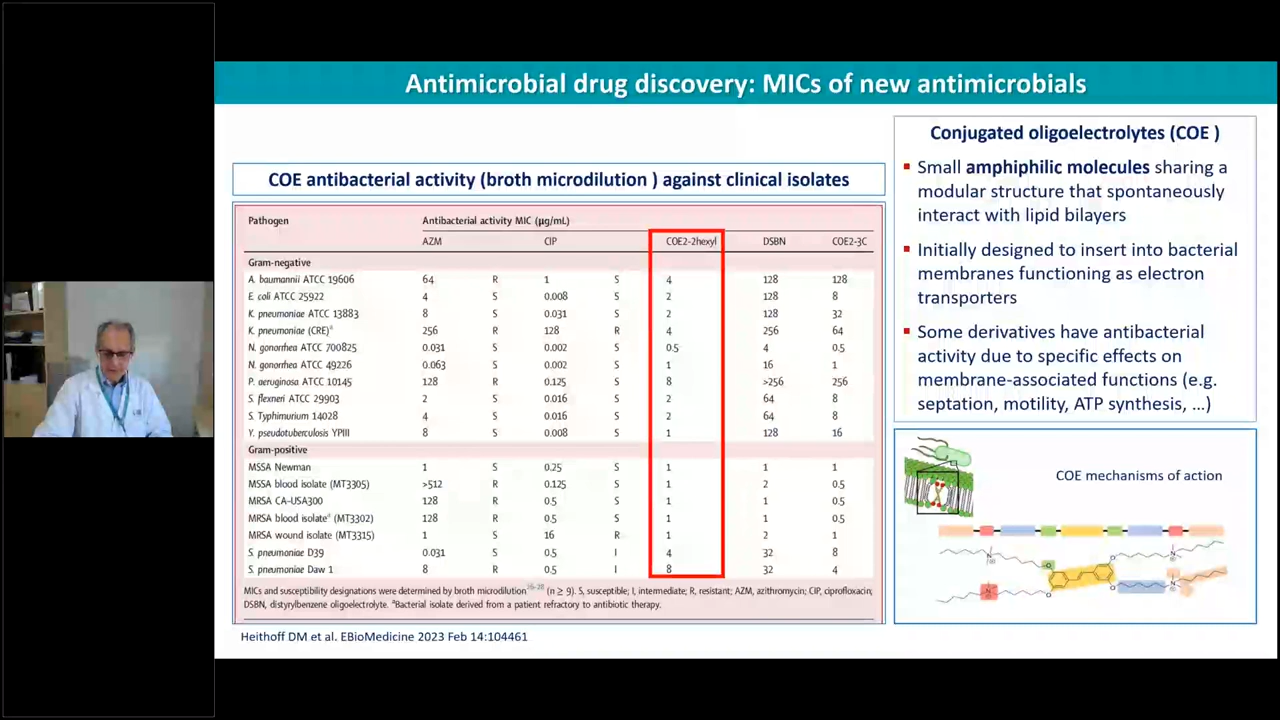 Antimicrobial drug discovery: MICs of new antimicrobials
COE antibacterial activity (broth microdilution ) against clinical isolates
Pathogen Antibacterial activity MIC (μg/mL)
AZM CIP COE2-2hexyl DSBN COE2-3C
Gram-negative
A. baumannii ATCC 19606 64 R 1 S 4 128 128
E. coli ATCC 25922 4 S 0.008 S 2 128 8
K. pneumoniae ATCC 13883 8 S 0.031 S 2 128 32
K. pneumoniae (CRE)a 256 R 128 R 4 256 64
N. gonorrhea ATCC 700825 0.031 S 0.002 S 0.5 4 0.5
N. gonorrhea ATCC 49226 0.063 S 0.002 S 1 16 1
P. aeruginosa ATCC 10145 128 R 0.125 S 8 >256 256
S. flexneri ATCC 29903 2 S 0.016 S 2 64 8
S. Typhimurium 14028 4 S 0.016 S 2 64 8
Y. pseudotuberculosis YPIII 8 S 0.008 S 1 128 16
Gram-positive
MSSA Newman 1 S 0.25 S 1 1 1
MSSA blood isolate (MT3305) >512 R 0.125 S 1 2 0.5
MRSA CA-USA300 128 R 0.5 S 1 1 0.5
MRSA blood isolatea (MT3302) 128 R 0.5 S 1 1 0.5
MRSA wound isolate (MT3315) 1 S 16 R 1 2 1
S. pneumoniae D39 0.031 S 0.5 I 4 32 8
S. pneumoniae Daw 1 8 R 0.5 I 8 32 4
MICs and susceptibility designations were determined by broth microdilution26-28 (n ≥ 9). S, susceptible; I, intermediate; R, resistant; AZM, azithromycin; CIP, ciprofloxacin;
DSBN, distyrylbenzene oligoelectrolyte. aBacterial isolate derived from a patient refractory to antibiotic therapy.
Heithoff DM et al. EBioMedicine 2023 Feb 14:104461
Conjugated oligoelectrolytes (COE )
Small amphiphilic molecules sharing a
modular structure that spontaneously
interact with lipid bilayers
Initially designed to insert into bacterial
membranes functioning as electron
transporters
Some derivatives have antibacterial
activity due to specific effects on
membrane-associated functions (e.g.
septation, motility, ATP synthesis, ...)
COE mechanisms of action